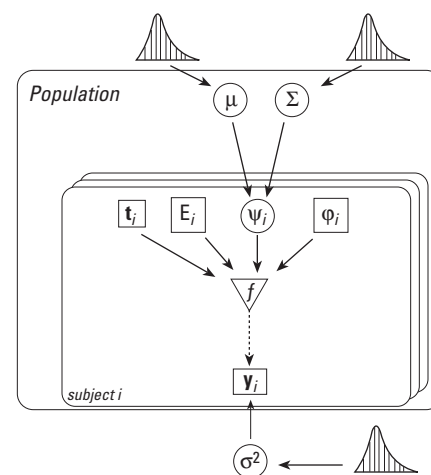 Population
μ Σ
t_i E_i ψ_i φ_i
f
y_i
subject i
σ²